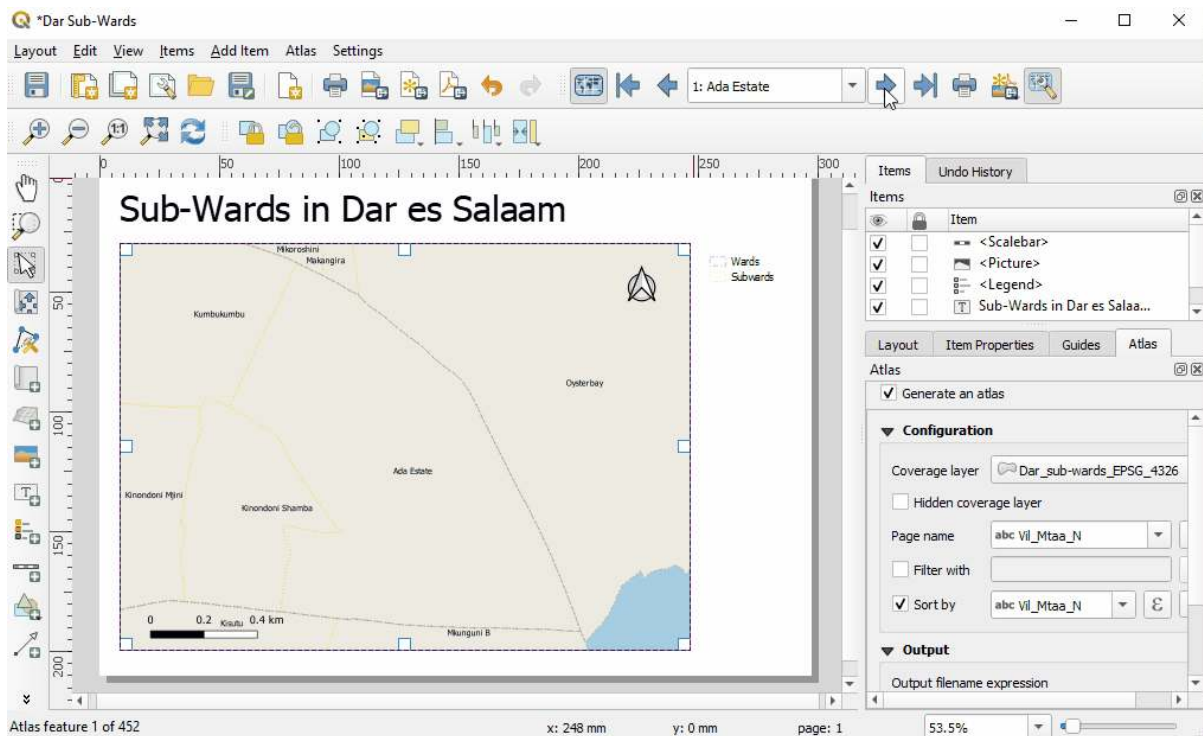 *Dar Sub-Wards
Layout Edit View Items Add Item Atlas Settings
1: Ada Estate
1:1
0 50 100 150 200 250 300
Items Undo History
Items
Item
<Scalebar>
<Picture>
<Legend>
Sub-Wards in Dar es Salaa...
Sub-Wards in Dar es Salaam
Mikoroshini
Makangira
Wards
Subwards
Kumbukumbu
Oysterbay
Ada Estate
Kinondoni Mjini
Kinondoni Shamba
0 0.2 Kisutu 0.4 km
Mkunguni B
0
50
100
150
200
Layout Item Properties Guides Atlas
Atlas
Generate an atlas
Configuration
Coverage layer Dar_sub-wards_EPSG_4326
Hidden coverage layer
Page name abc Vil_Mtaa_N
Filter with
Sort by abc Vil_Mtaa_N ε
Output
Output filename expression
Atlas feature 1 of 452 x: 248 mm y: 0 mm page: 1 53.5%